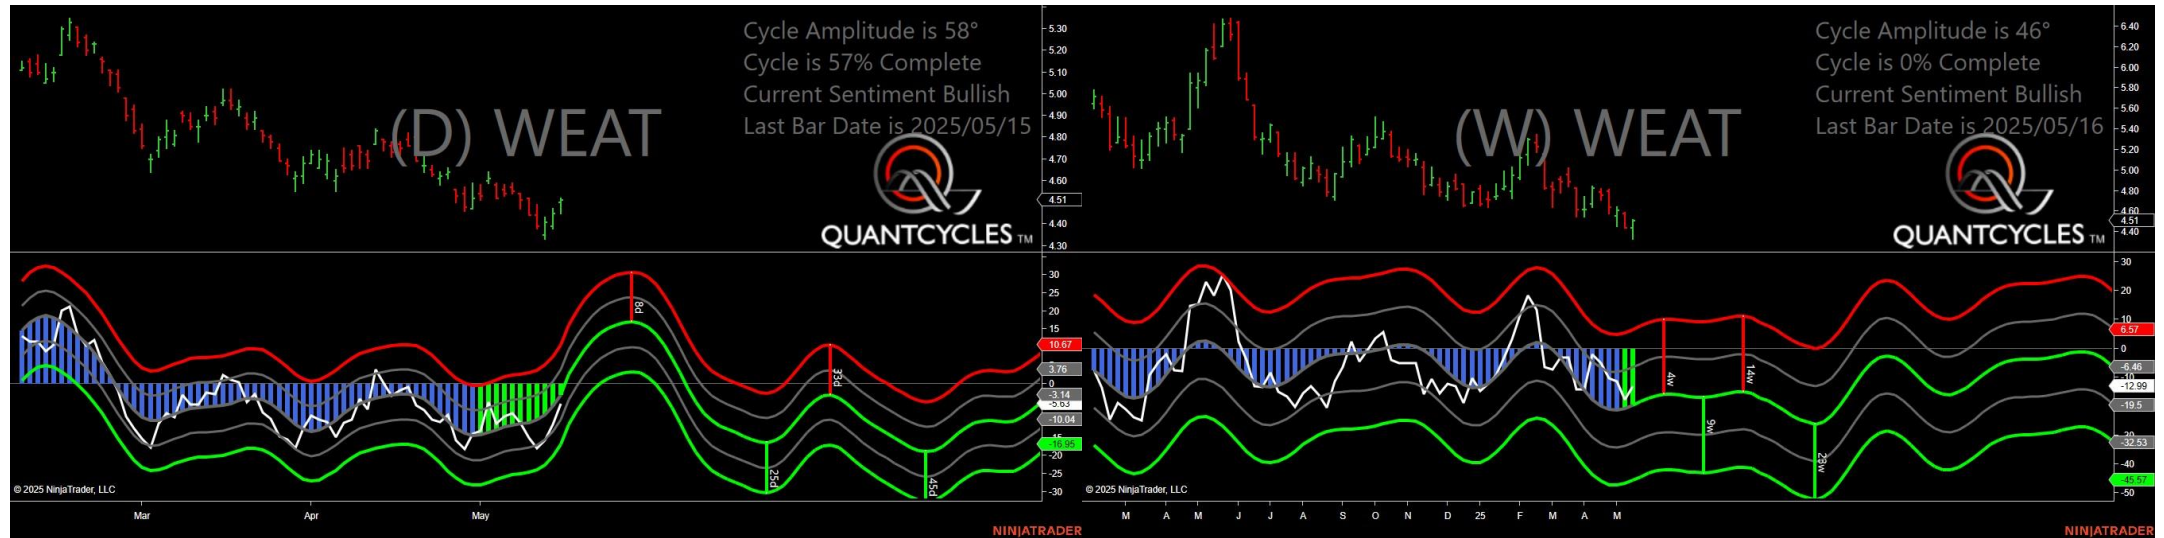 Cycle Amplitude is 58°
Cycle is 57% Complete
Current Sentiment Bullish
Last Bar Date is 2025/05/15
(D) WEAT
QUANTCYCLES TM
5.30
5.20
5.10
5.00
4.90
4.80
4.70
4.60
4.51
4.40
4.30
30
25
20
15
10.67
3.76
0
-3.14
-5.63
-10.04
-16.95
-20
-25
-30
8d
25d
33d
45d
© 2025 NinjaTrader, LLC
Mar
Apr
May
NINJATRADER
Cycle Amplitude is 46°
Cycle is 0% Complete
Current Sentiment Bullish
Last Bar Date is 2025/05/16
(W) WEAT
QUANTCYCLES TM
6.40
6.20
6.00
5.80
5.60
5.40
5.20
5.00
4.80
4.60
4.51
4.40
30
20
10
6.57
0
-6.46
-12.99
-19.5
-32.53
-40
-45.57
-50
4w
9w
14w
© 2025 NinjaTrader, LLC
M A M J J A S O N D 25 F M A M
NINJATRADER